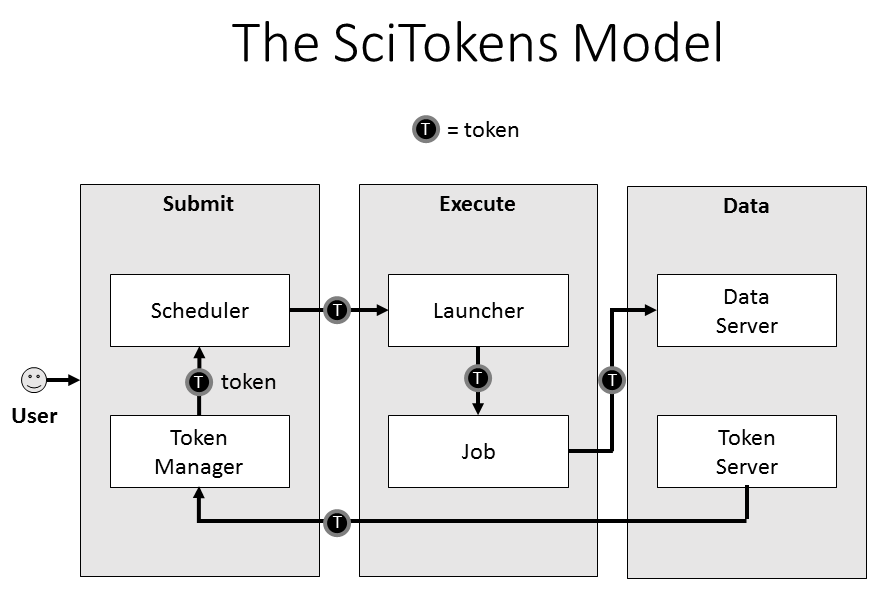 The SciTokens Model
T = token
Submit
Execute
Data
Scheduler
T
Launcher
Data
Server
T token
T
T
User
Token
Manager
Job
Token
Server
T